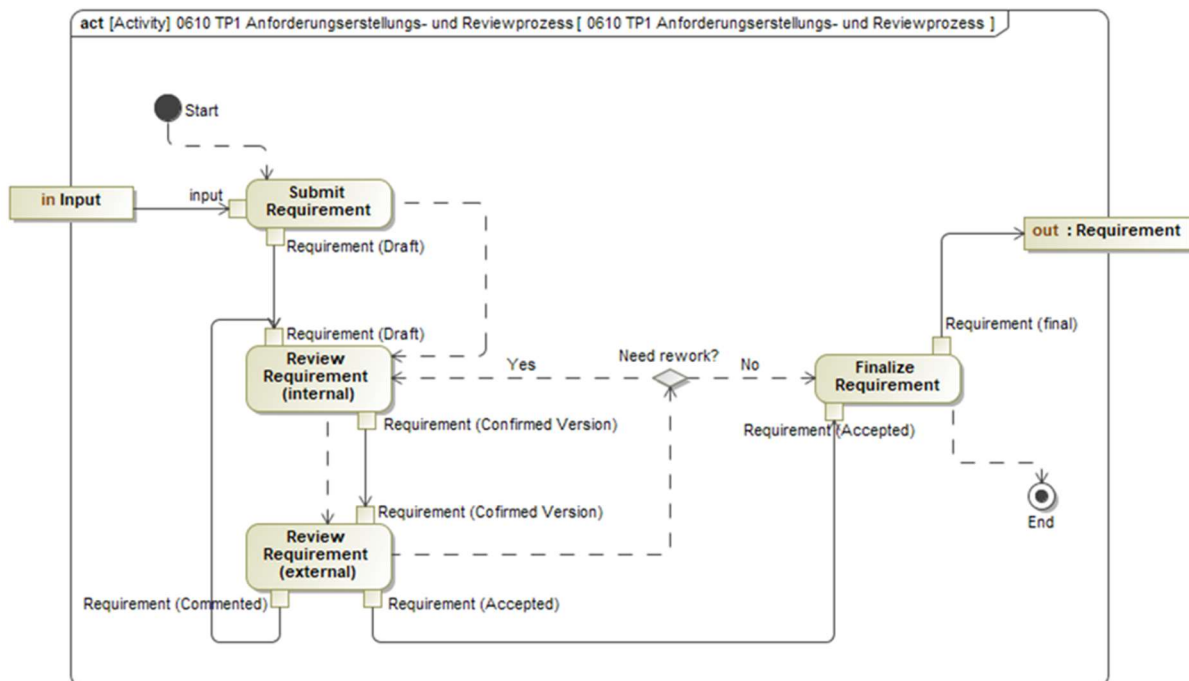 act [Activity] 0610 TP1 Anforderungserstellungs- und Reviewprozess [ 0610 TP1 Anforderungserstellungs- und Reviewprozess ]
Start
in Input
input
Submit
Requirement
Requirement (Draft)
out : Requirement
Requirement (final)
Requirement (Draft)
Review
Requirement
(internal)
Yes
Need rework?
No
Finalize
Requirement
Requirement (Confirmed Version)
Requirement (Accepted)
Requirement (Cofirmed Version)
End
Review
Requirement
(external)
Requirement (Commented)
Requirement (Accepted)